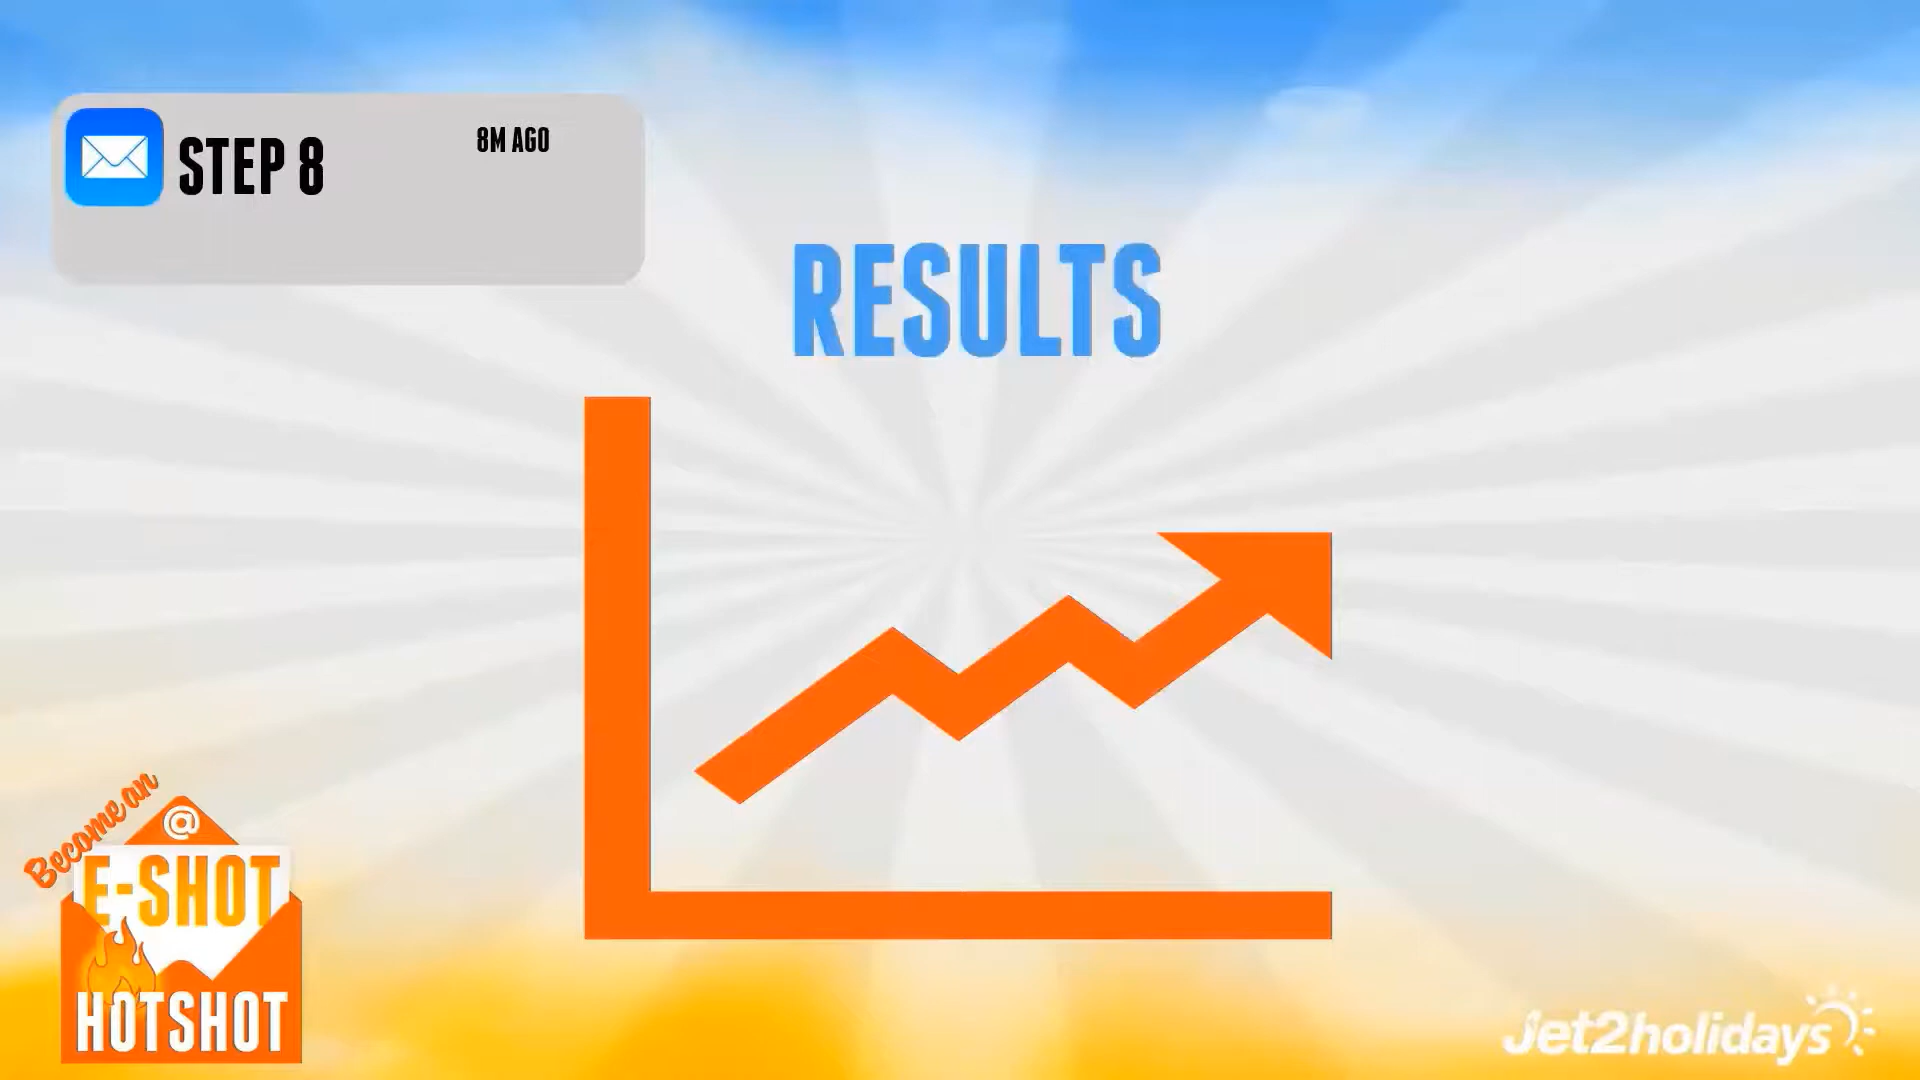 STEP 8
8M AGO
RESULTS
Become an
@
E-SHOT
HOTSHOT
Jet2holidays